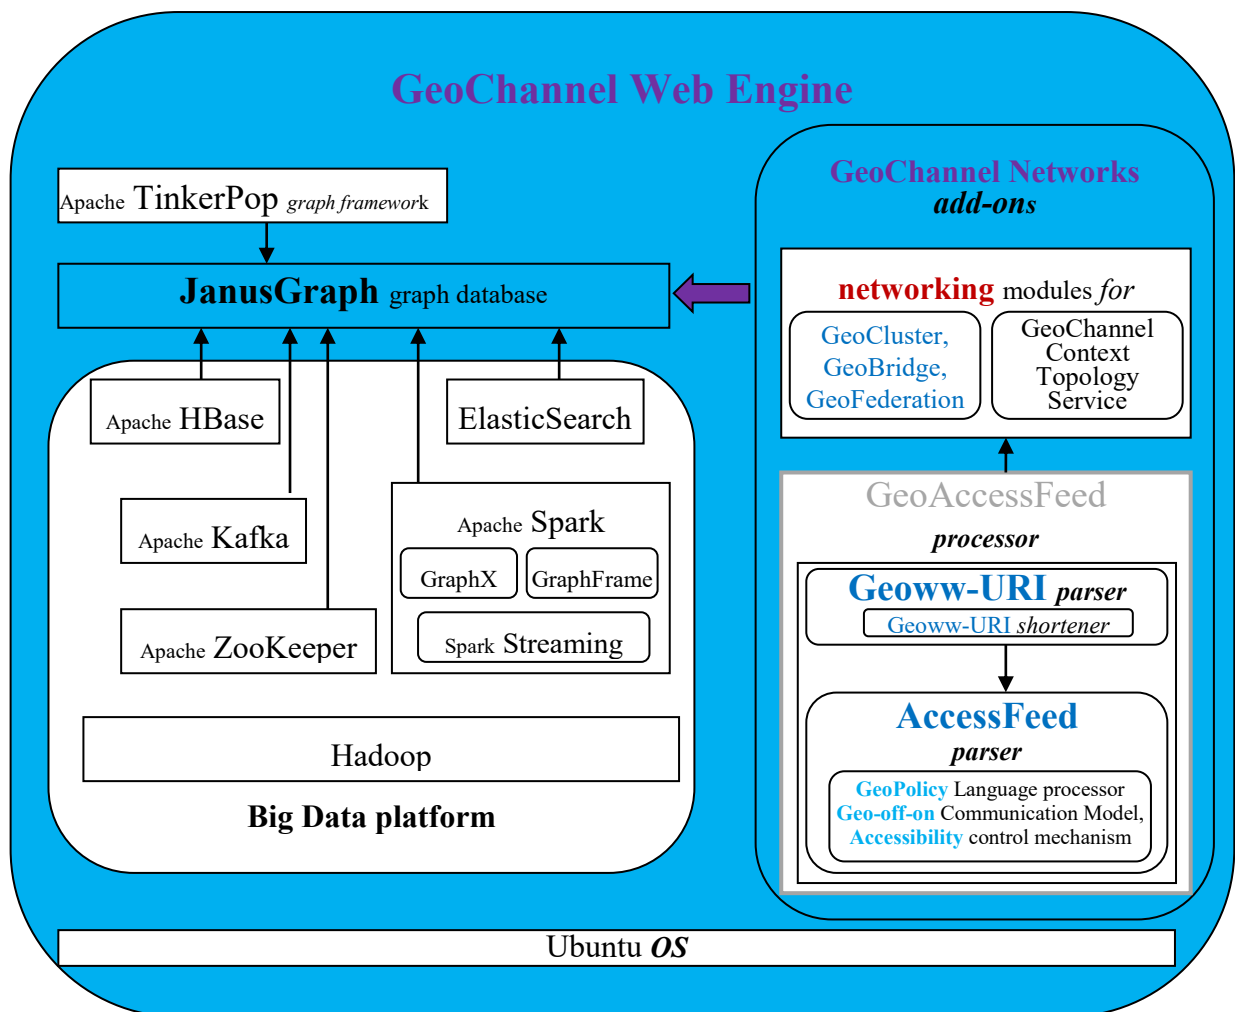 GeoChannel Web Engine
Apache TinkerPop graph framework
JanusGraph graph database
Apache HBase
ElasticSearch
Apache Kafka
Apache Spark
GraphX
GraphFrame
Spark Streaming
Apache ZooKeeper
Hadoop
Big Data platform
GeoChannel Networks
add-ons
networking modules for
GeoCluster,
GeoBridge,
GeoFederation
GeoChannel
Context
Topology
Service
GeoAccessFeed
processor
Geoww-URI parser
Geoww-URI shortener
AccessFeed
parser
GeoPolicy Language processor
Geo-off-on Communication Model,
Accessibility control mechanism
Ubuntu OS